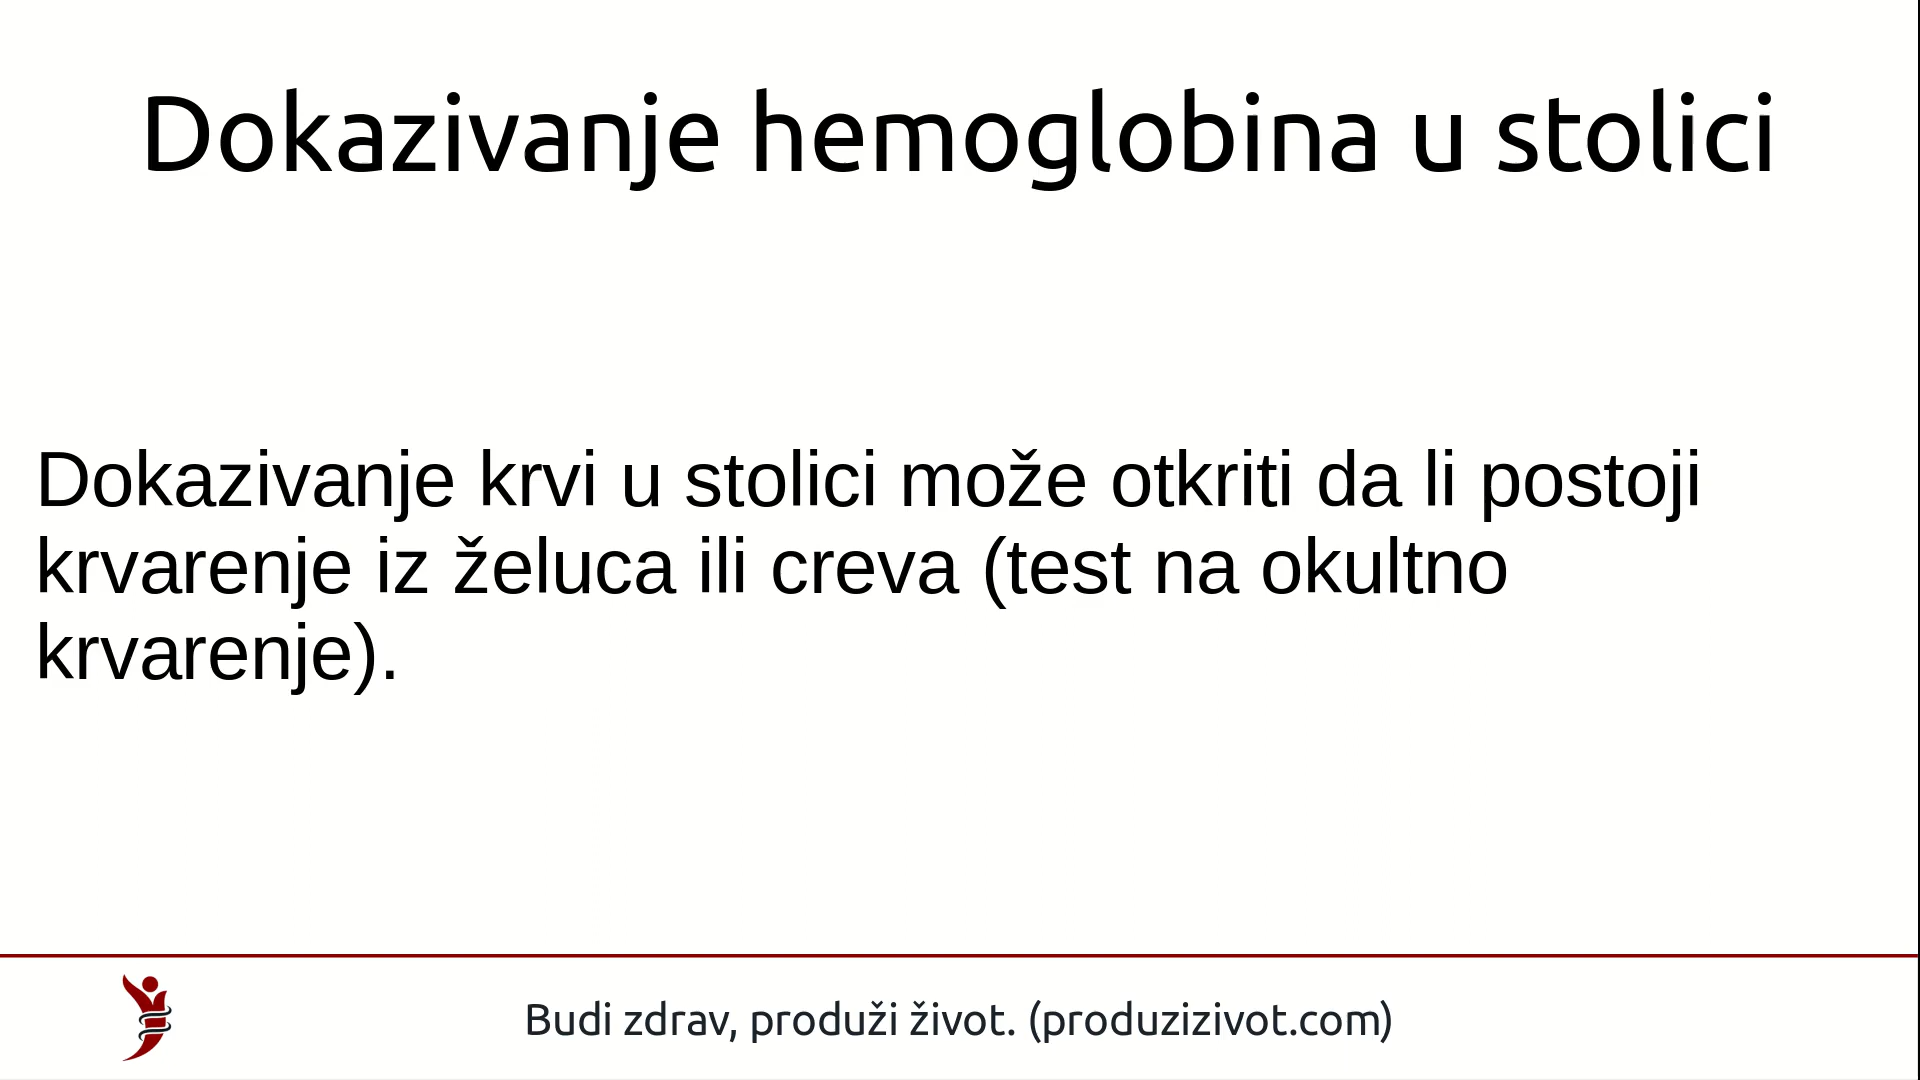 Dokazivanje hemoglobina u stolici
Dokazivanje krvi u stolici može otkriti da li postoji
krvarenje iz želuca ili creva (test na okultno
krvarenje).
Budi zdrav, produži život. (produzizivot.com)